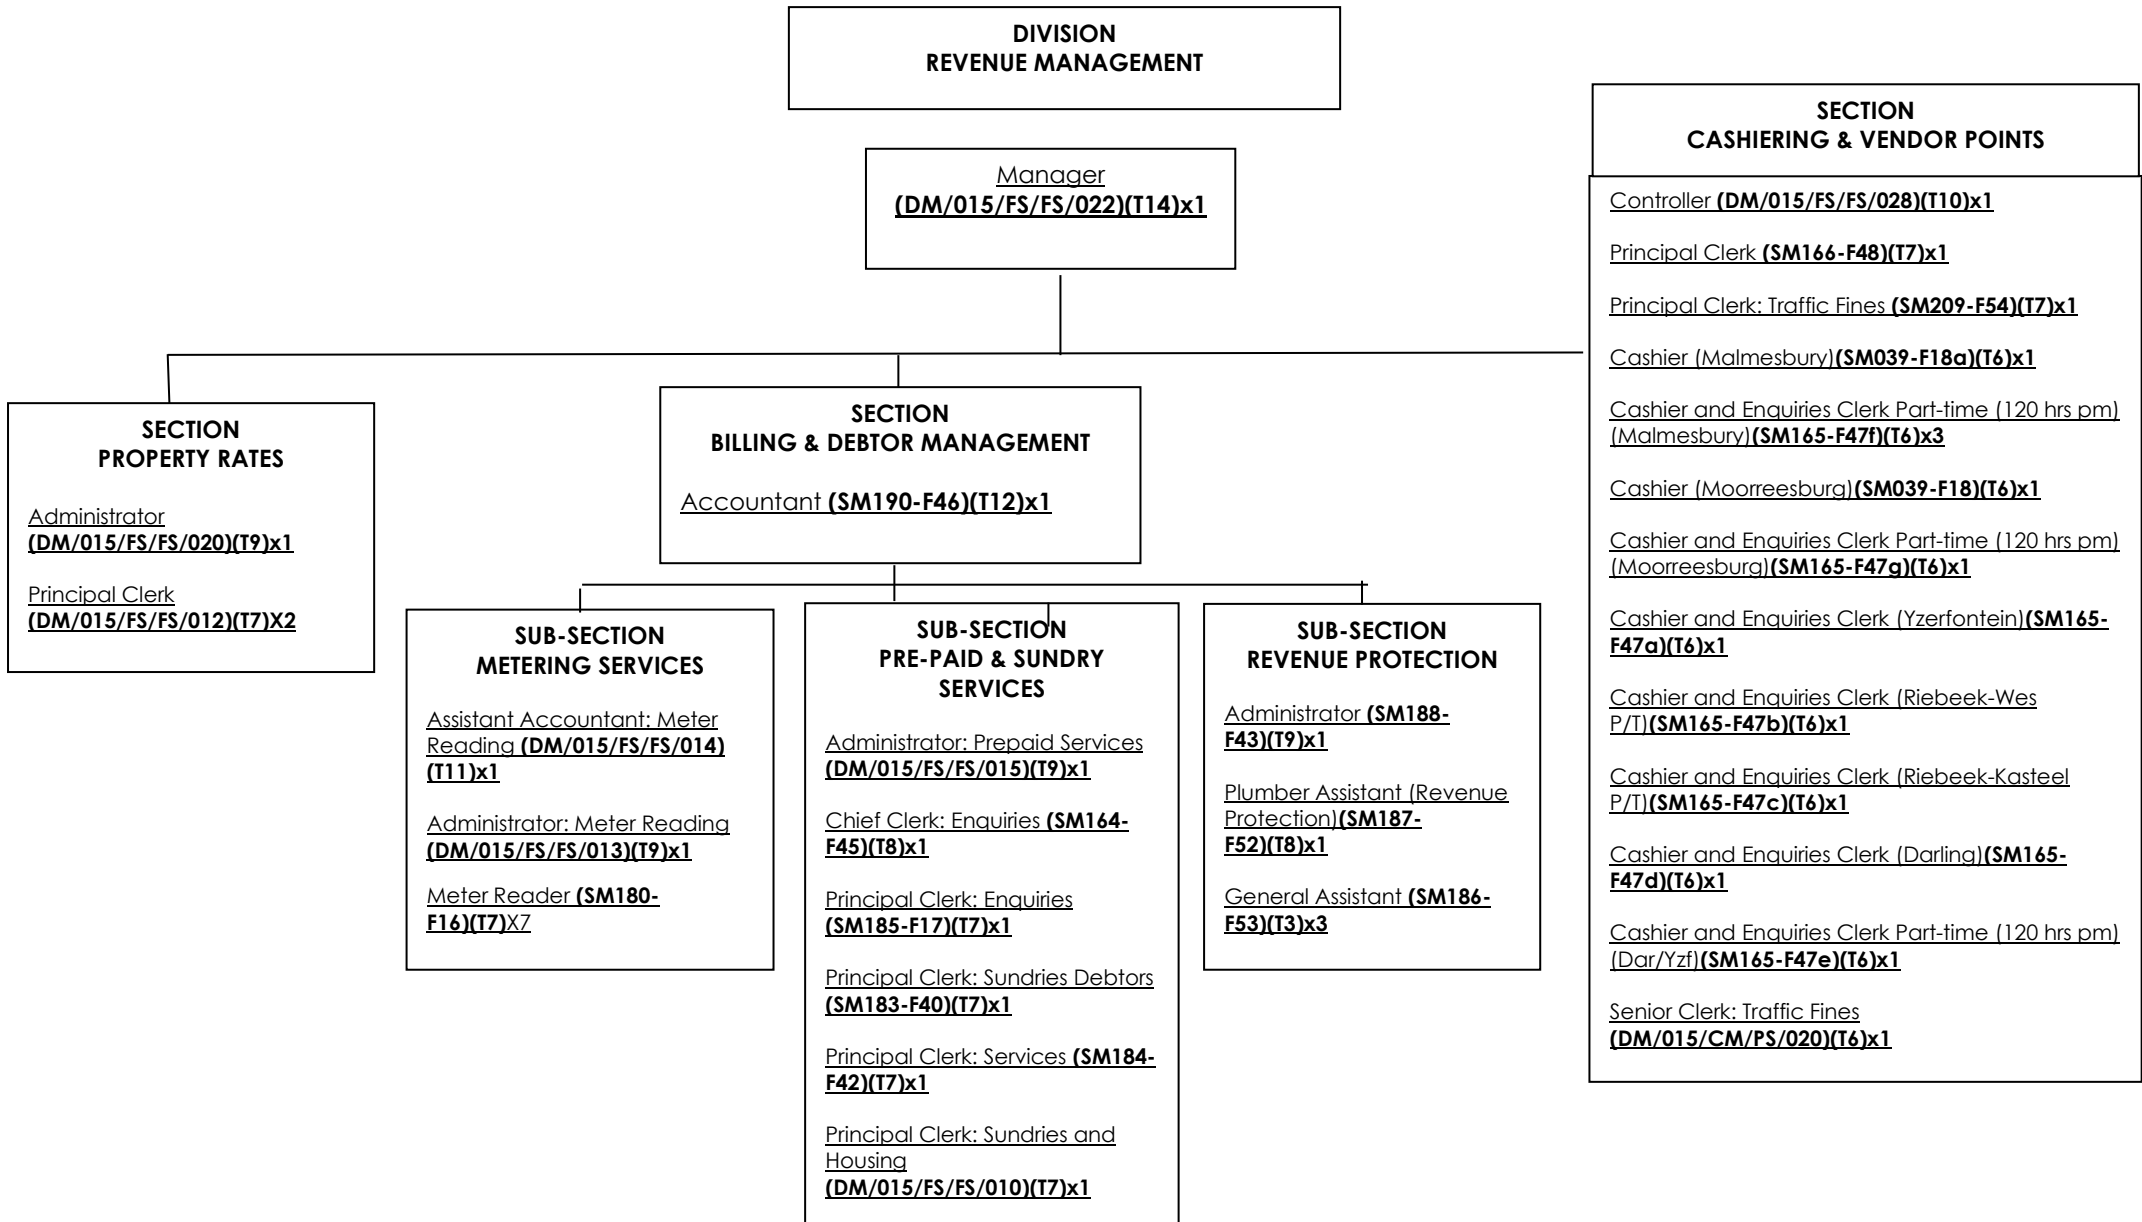 DIVISION
REVENUE MANAGEMENT
Manager
(DM/015/FS/FS/022)(T14)x1
SECTION
PROPERTY RATES
Administrator
(DM/015/FS/FS/020)(T9)x1
Principal Clerk
(DM/015/FS/FS/012)(T7)X2
SECTION
BILLING & DEBTOR MANAGEMENT
Accountant (SM190-F46)(T12)x1
SUB-SECTION
METERING SERVICES
Assistant Accountant: Meter
Reading (DM/015/FS/FS/014)
(T11)x1
Administrator: Meter Reading
(DM/015/FS/FS/013)(T9)x1
Meter Reader (SM180-
F16)(T7)X7
SUB-SECTION
PRE-PAID & SUNDRY
SERVICES
Administrator: Prepaid Services
(DM/015/FS/FS/015)(T9)x1
Chief Clerk: Enquiries (SM164-
F45)(T8)x1
Principal Clerk: Enquiries
(SM185-F17)(T7)x1
Principal Clerk: Sundries Debtors
(SM183-F40)(T7)x1
Principal Clerk: Services (SM184-
F42)(T7)x1
Principal Clerk: Sundries and
Housing
(DM/015/FS/FS/010)(T7)x1
SUB-SECTION
REVENUE PROTECTION
Administrator (SM188-
F43)(T9)x1
Plumber Assistant (Revenue
Protection)(SM187-
F52)(T8)x1
General Assistant (SM186-
F53)(T3)x3
SECTION
CASHIERING & VENDOR POINTS
Controller (DM/015/FS/FS/028)(T10)x1
Principal Clerk (SM166-F48)(T7)x1
Principal Clerk: Traffic Fines (SM209-F54)(T7)x1
Cashier (Malmesbury)(SM039-F18a)(T6)x1
Cashier and Enquiries Clerk Part-time (120 hrs pm)
(Malmesbury)(SM165-F47f)(T6)x3
Cashier (Moorreesburg)(SM039-F18)(T6)x1
Cashier and Enquiries Clerk Part-time (120 hrs pm)
(Moorreesburg)(SM165-F47g)(T6)x1
Cashier and Enquiries Clerk (Yzerfontein)(SM165-
F47a)(T6)x1
Cashier and Enquiries Clerk (Riebeek-Wes
P/T)(SM165-F47b)(T6)x1
Cashier and Enquiries Clerk (Riebeek-Kasteel
P/T)(SM165-F47c)(T6)x1
Cashier and Enquiries Clerk (Darling)(SM165-
F47d)(T6)x1
Cashier and Enquiries Clerk Part-time (120 hrs pm)
(Dar/Yzf)(SM165-F47e)(T6)x1
Senior Clerk: Traffic Fines
(DM/015/CM/PS/020)(T6)x1